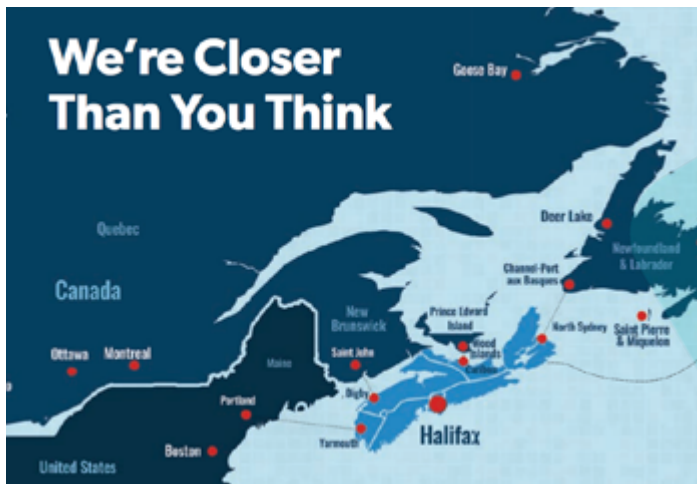 We're Closer
Than You Think
Goose Bay
Quebec
Canada
Deer Lake
Newfoundland
& Labrador
Channel-Port
aux Basques
New
Brunswick
Prince Edward
Island
Wood
Islands
Caribou
North Sydney
Saint Pierre
& Miquelon
Ottawa
Montreal
Maine
Saint John
Digby
Portland
Yarmouth
Halifax
Boston
United States